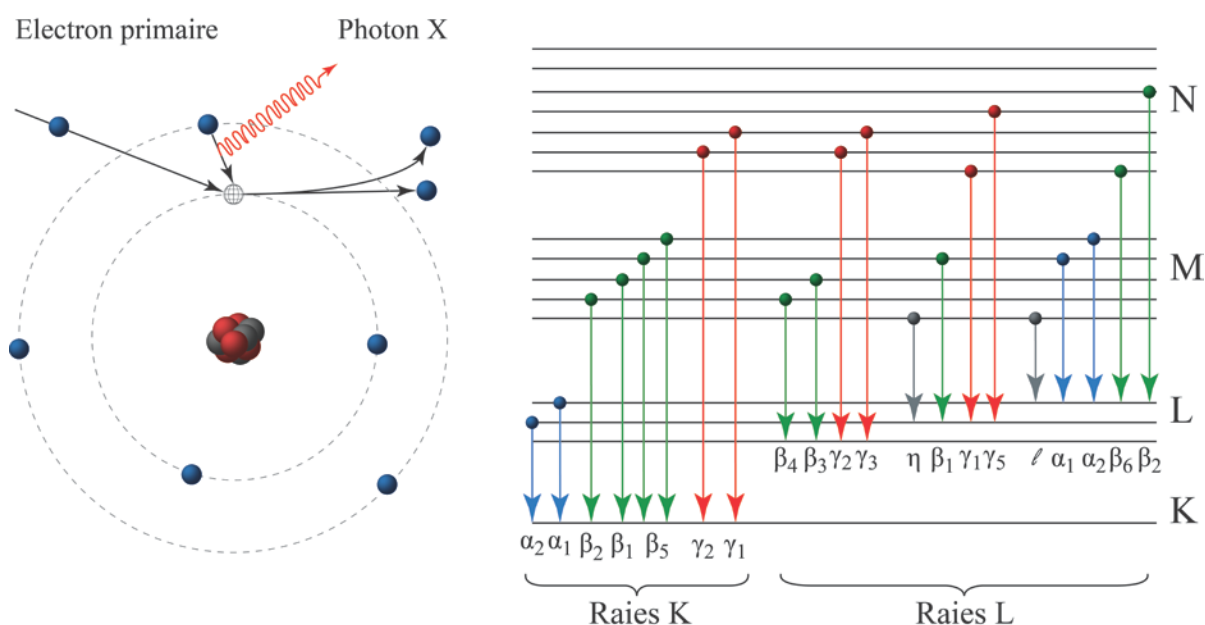 Electron primaire
Photon X
N
M
L
K
β₄ β₃ γ₂ γ₃ η β₁ γ₁ γ₅ ℓ α₁ α₂ β₆ β₂
α₂ α₁ β₂ β₁ β₅ γ₂ γ₁
Raies K
Raies L